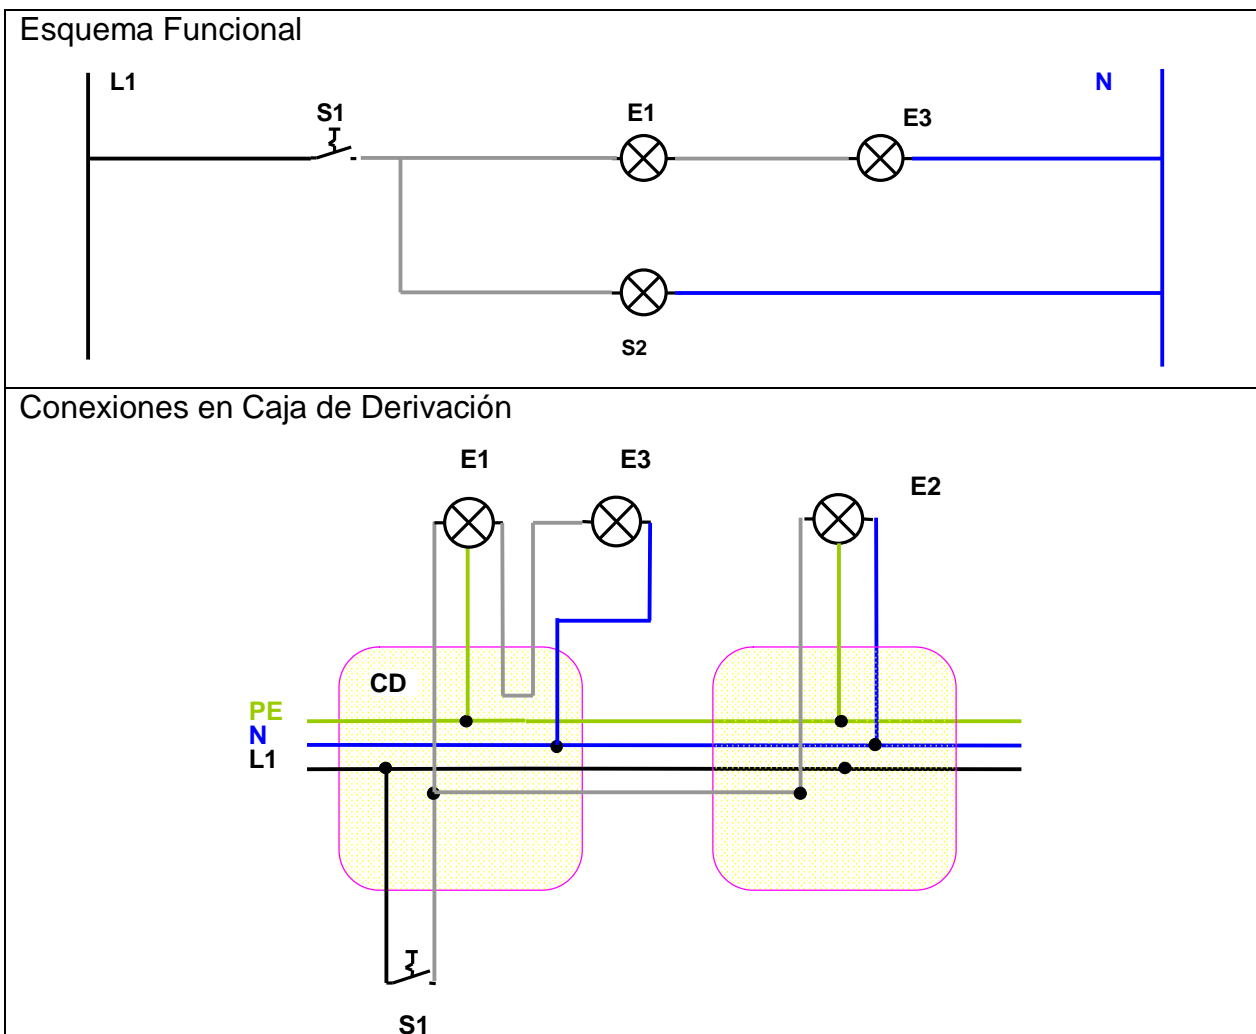 Esquema Funcional
L1
N
S1
E1
E3
S2
Conexiones en Caja de Derivación
E1
E3
E2
CD
PE
N
L1
S1